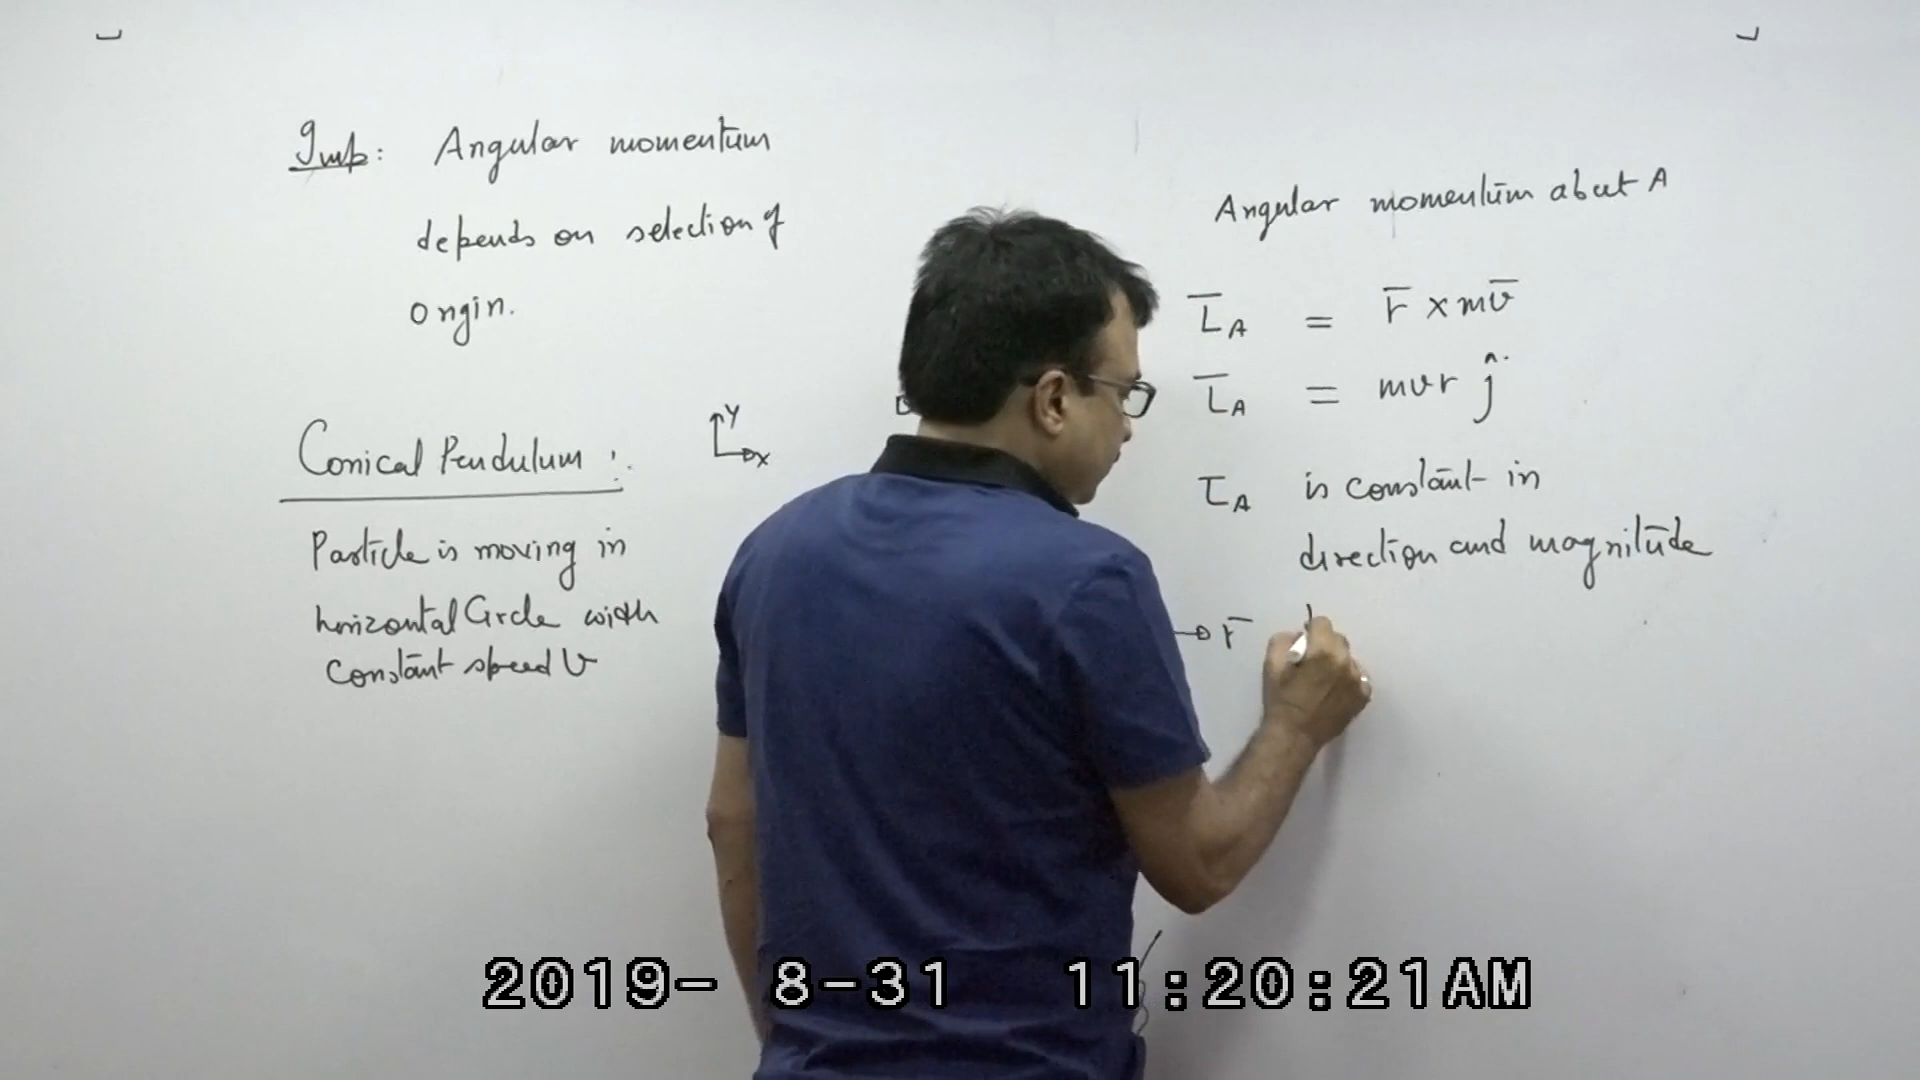 Imp: Angular momentum
depends on selection of
origin.
Conical Pendulum :
Y
X
Particle is moving in
horizontal Circle with
Constant speed v
Angular momentum about A
L̅A = r̅ × mv̅
L̅A = mvr ĵ
LA is constant in
direction and magnitude
r̅
2019- 8-31 11:20:21AM